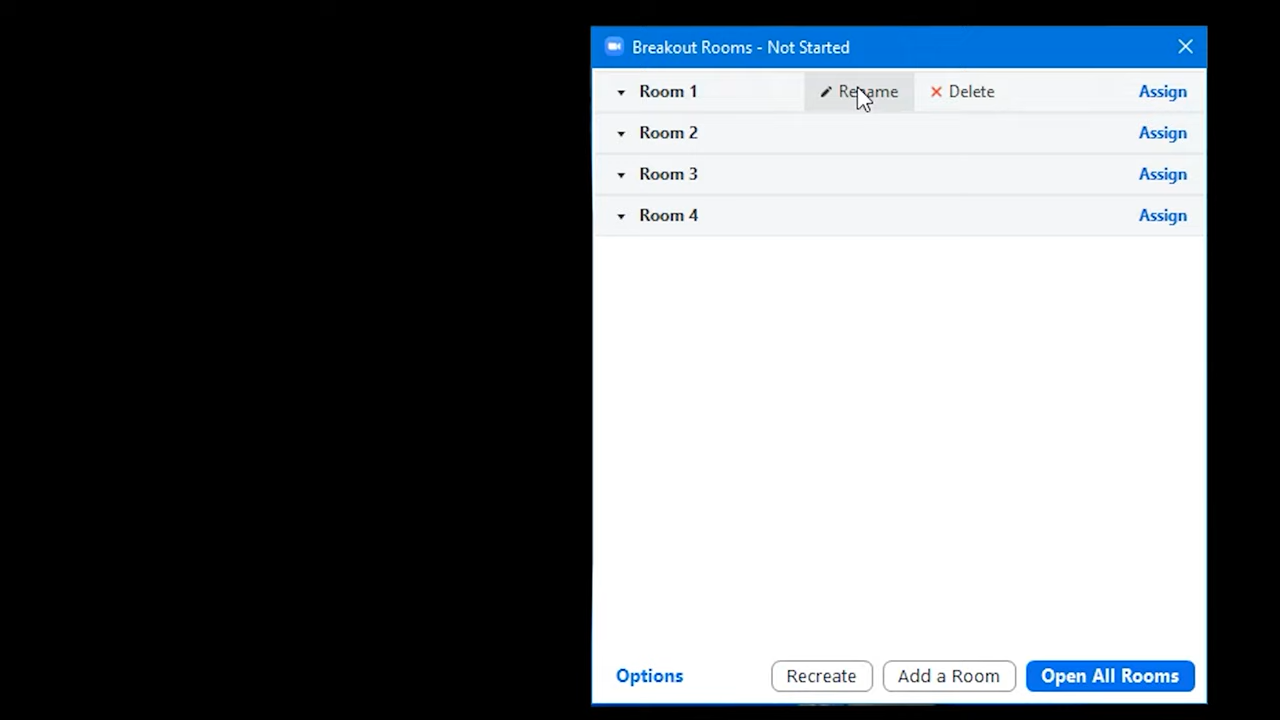 Breakout Rooms - Not Started
Room 1 Rename Delete Assign
Room 2 Assign
Room 3 Assign
Room 4 Assign
Options Recreate Add a Room Open All Rooms